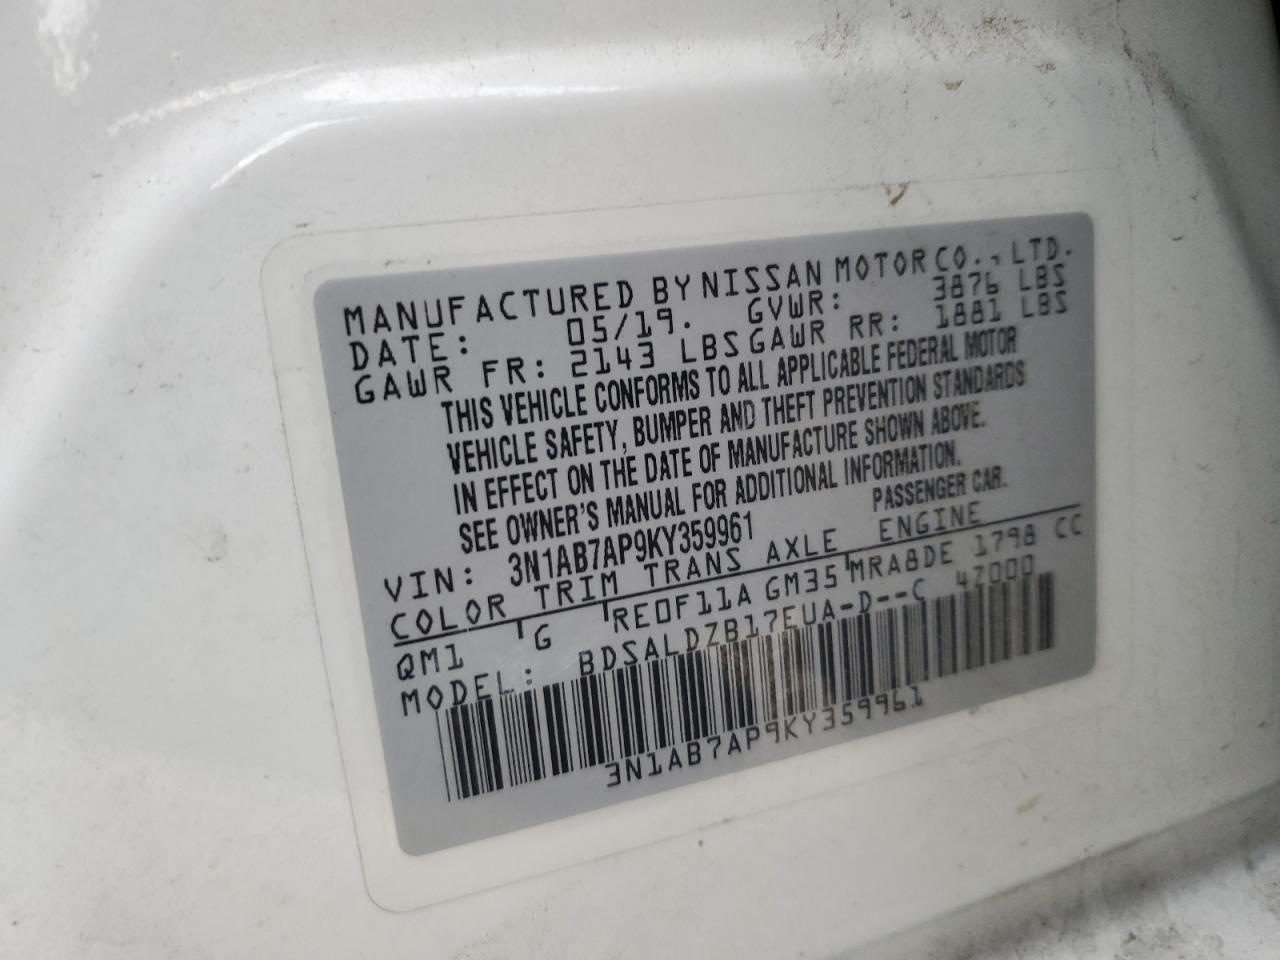 MANUFACTURED BY NISSAN MOTOR CO., LTD.
DATE: 05/19. GVWR: 3876 LBS
GAWR FR: 2143 LBS GAWR RR: 1881 LBS
THIS VEHICLE CONFORMS TO ALL APPLICABLE FEDERAL MOTOR
VEHICLE SAFETY, BUMPER AND THEFT PREVENTION STANDARDS
IN EFFECT ON THE DATE OF MANUFACTURE SHOWN ABOVE.
SEE OWNER'S MANUAL FOR ADDITIONAL INFORMATION.
VIN: 3N1AB7AP9KY359961 PASSENGER CAR.
COLOR TRIM TRANS AXLE ENGINE
QM1 G RE0F11A GM35 MRA8DE 1798 CC
MODEL: BDSALDZB17EUA-D--C 47000
3N1AB7AP9KY359961